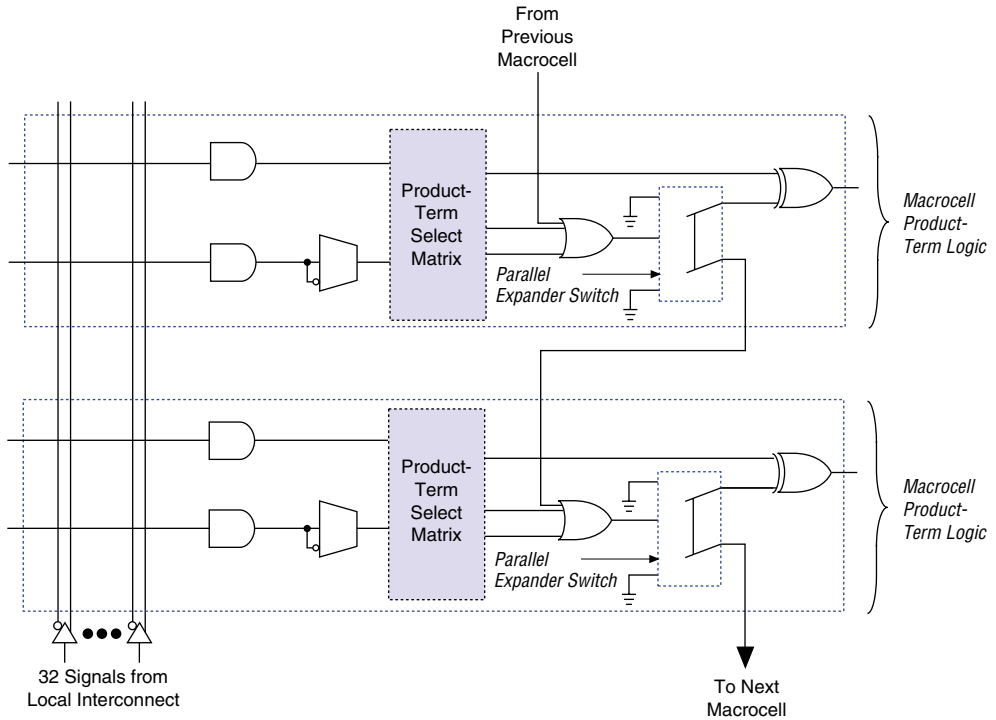 From
Previous
Macrocell
Product-
Term
Select
Matrix
Parallel
Expander Switch
Macrocell
Product-
Term Logic
Product-
Term
Select
Matrix
Parallel
Expander Switch
Macrocell
Product-
Term Logic
32 Signals from
Local Interconnect
To Next
Macrocell